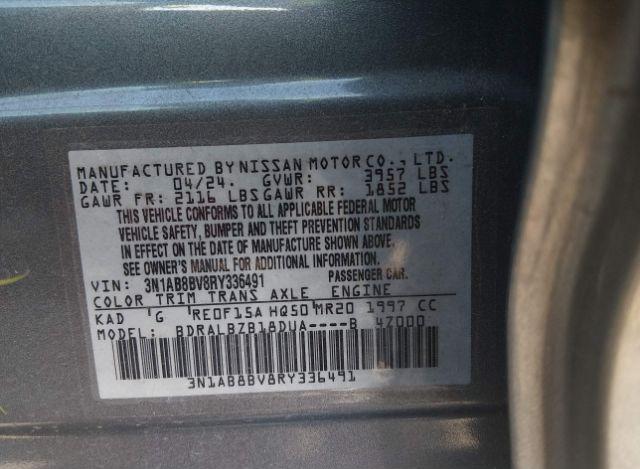 MANUFACTURED BY NISSAN MOTOR CO., LTD.
DATE: 04/24. GVWR: 3957 LBS
GAWR FR: 2116 LBS GAWR RR: 1852 LBS
THIS VEHICLE CONFORMS TO ALL APPLICABLE FEDERAL MOTOR
VEHICLE SAFETY, BUMPER AND THEFT PREVENTION STANDARDS
IN EFFECT ON THE DATE OF MANUFACTURE SHOWN ABOVE.
SEE OWNER'S MANUAL FOR ADDITIONAL INFORMATION.
VIN: 3N1AB8BV8RY336491 PASSENGER CAR.
COLOR TRIM TRANS AXLE ENGINE
KAD 'G 'RE0F15A HQ50'MR20 1997 CC
MODEL: BDRALBZB18DUA----B 47000
3N1AB8BV8RY336491